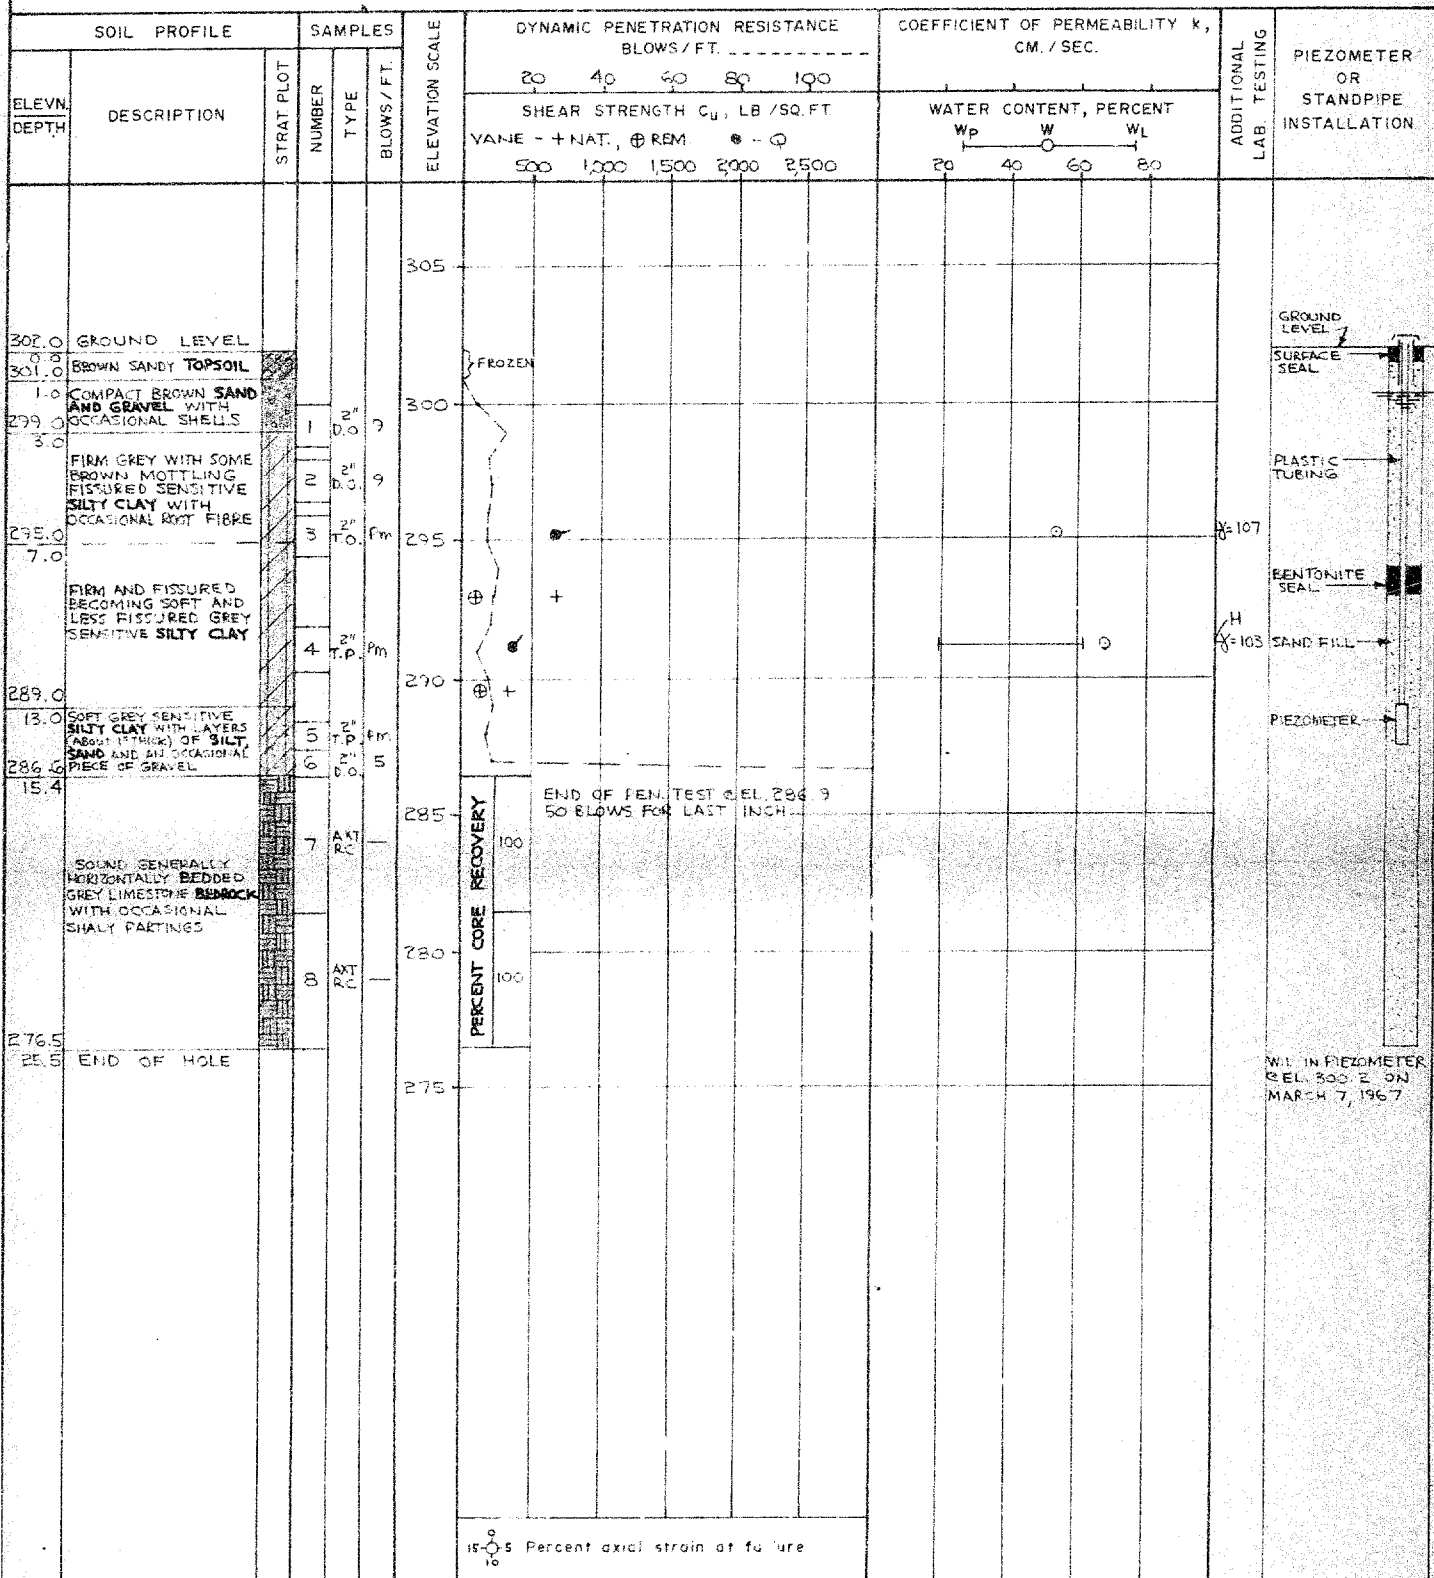 SOIL PROFILE
SAMPLES
ELEVATION SCALE
DYNAMIC PENETRATION RESISTANCE
BLOWS / FT. -----------
20 40 60 80 100
COEFFICIENT OF PERMEABILITY k,
CM. / SEC.
ADDITIONAL
LAB. TESTING
PIEZOMETER
OR
STANDPIPE
INSTALLATION
ELEVN.
DEPTH
DESCRIPTION
STRAT PLOT
NUMBER
TYPE
BLOWS / FT.
SHEAR STRENGTH Cu, LB / SQ. FT.
VANE - + NAT., ⊕ REM. ● - Q
500 1,000 1,500 2,000 2,500
WATER CONTENT, PERCENT
WP W WL
20 40 60 80
305
300
295
290
285
280
275
302.0 GROUND LEVEL
0.0
301.0 BROWN SANDY TOPSOIL
1.0 COMPACT BROWN SAND
AND GRAVEL WITH
299.0 OCCASIONAL SHELLS
3.0
FIRM GREY WITH SOME
BROWN MOTTLING
FISSURED SENSITIVE
SILTY CLAY WITH
OCCASIONAL ROOT FIBRE
295.0
7.0
FIRM AND FISSURED
BECOMING SOFT AND
LESS FISSURED GREY
SENSITIVE SILTY CLAY
289.0
13.0 SOFT GREY SENSITIVE
SILTY CLAY WITH LAYERS
(ABOUT 1" THICK) OF SILT,
SAND AND AN OCCASIONAL
286.6 PIECE OF GRAVEL
15.4
SOUND GENERALLY
HORIZONTALLY BEDDED
GREY LIMESTONE BEDROCK
WITH OCCASIONAL
SHALY PARTINGS
276.5
25.5 END OF HOLE
1 2" D.O. 9
2 2" D.O. 9
3 2" T.O. Pm
4 2" T.P. Pm
5 2" T.P. Pm
6 2" D.O. 5
7 AXT RC —
8 AXT RC —
FROZEN
END OF PEN. TEST @ EL. 286.9
50 BLOWS FOR LAST INCH
PERCENT CORE RECOVERY
100
100
γ=107
H
γ=103
GROUND
LEVEL
SURFACE
SEAL
PLASTIC
TUBING
BENTONITE
SEAL
SAND FILL
PIEZOMETER
W.L. IN PIEZOMETER
@ EL. 300.2 ON
MARCH 7, 1967
0
15 5 Percent axial strain at fa ure
10